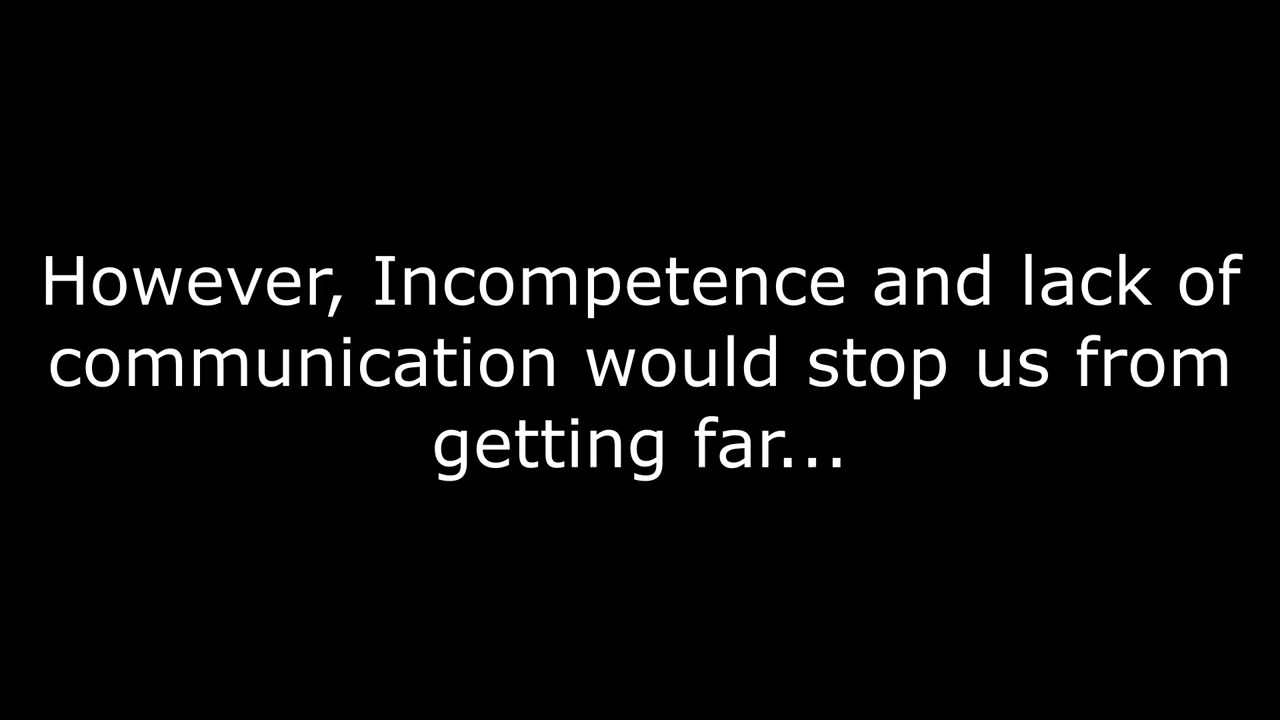 However, Incompetence and lack of
communication would stop us from
getting far...